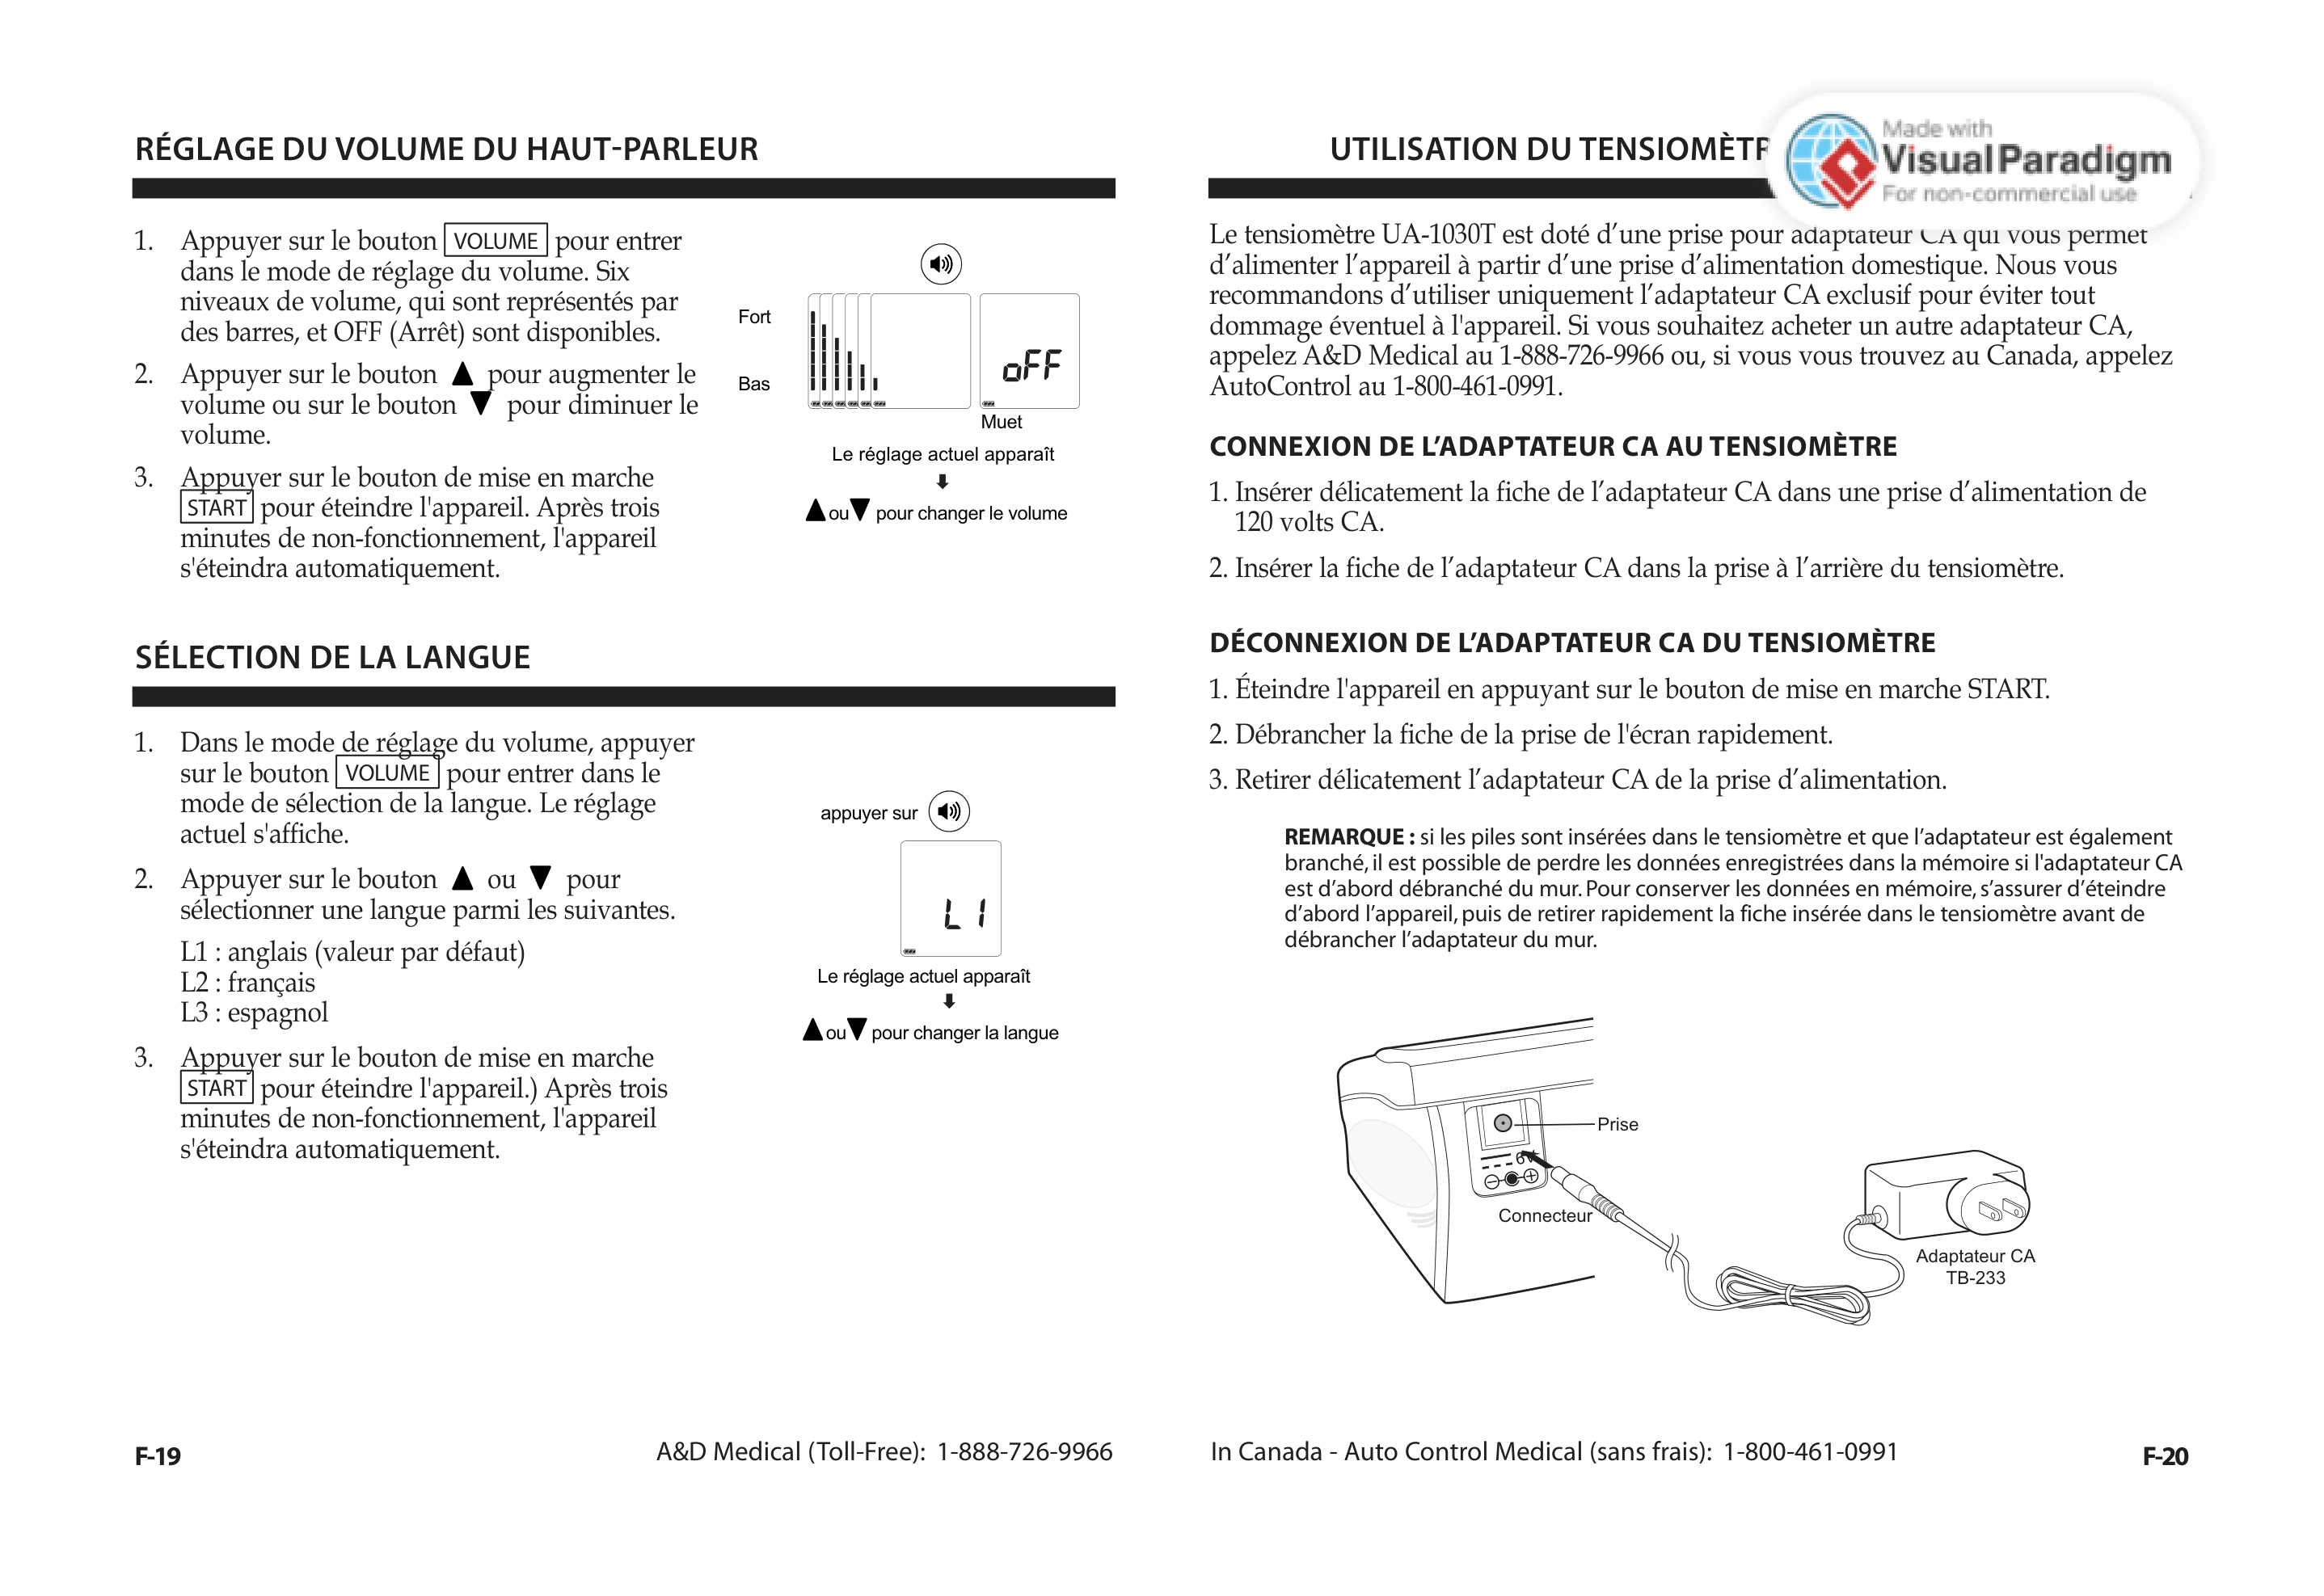 RÉGLAGE DU VOLUME DU HAUT-PARLEUR
1. Appuyer sur le bouton VOLUME pour entrer
dans le mode de réglage du volume. Six
niveaux de volume, qui sont représentés par
des barres, et OFF (Arrêt) sont disponibles.
2. Appuyer sur le bouton ▲ pour augmenter le
volume ou sur le bouton ▼ pour diminuer le
volume.
3. Appuyer sur le bouton de mise en marche
START pour éteindre l'appareil. Après trois
minutes de non-fonctionnement, l'appareil
s'éteindra automatiquement.
Fort
Bas
oFF
Muet
Le réglage actuel apparaît
▲ ou ▼ pour changer le volume
SÉLECTION DE LA LANGUE
1. Dans le mode de réglage du volume, appuyer
sur le bouton VOLUME pour entrer dans le
mode de sélection de la langue. Le réglage
actuel s'affiche.
2. Appuyer sur le bouton ▲ ou ▼ pour
sélectionner une langue parmi les suivantes.
L1 : anglais (valeur par défaut)
L2 : français
L3 : espagnol
3. Appuyer sur le bouton de mise en marche
START pour éteindre l'appareil.) Après trois
minutes de non-fonctionnement, l'appareil
s'éteindra automatiquement.
appuyer sur
L1
Le réglage actuel apparaît
▲ ou ▼ pour changer la langue
F-19
A&D Medical (Toll-Free): 1-888-726-9966
UTILISATION DU
Made with
Visual Paradigm
For non-commercial use
Le tensiomètre UA-1030T est doté d’une prise pour adaptateur CA qui vous permet
d’alimenter l’appareil à partir d’une prise d’alimentation domestique. Nous vous
recommandons d’utiliser uniquement l’adaptateur CA exclusif pour éviter tout
dommage éventuel à l'appareil. Si vous souhaitez acheter un autre adaptateur CA,
appelez A&D Medical au 1-888-726-9966 ou, si vous vous trouvez au Canada, appelez
AutoControl au 1-800-461-0991.
CONNEXION DE L’ADAPTATEUR CA AU TENSIOMÈTRE
1. Insérer délicatement la fiche de l’adaptateur CA dans une prise d’alimentation de
120 volts CA.
2. Insérer la fiche de l’adaptateur CA dans la prise à l’arrière du tensiomètre.
DÉCONNEXION DE L’ADAPTATEUR CA DU TENSIOMÈTRE
1. Éteindre l'appareil en appuyant sur le bouton de mise en marche START.
2. Débrancher la fiche de la prise de l'écran rapidement.
3. Retirer délicatement l’adaptateur CA de la prise d’alimentation.
REMARQUE : si les piles sont insérées dans le tensiomètre et que l’adaptateur est également
branché, il est possible de perdre les données enregistrées dans la mémoire si l'adaptateur CA
est d’abord débranché du mur. Pour conserver les données en mémoire, s’assurer d’éteindre
d’abord l’appareil, puis de retirer rapidement la fiche insérée dans le tensiomètre avant de
débrancher l’adaptateur du mur.
Prise
Connecteur
Adaptateur CA
TB-233
In Canada - Auto Control Medical (sans frais): 1-800-461-0991
F-20